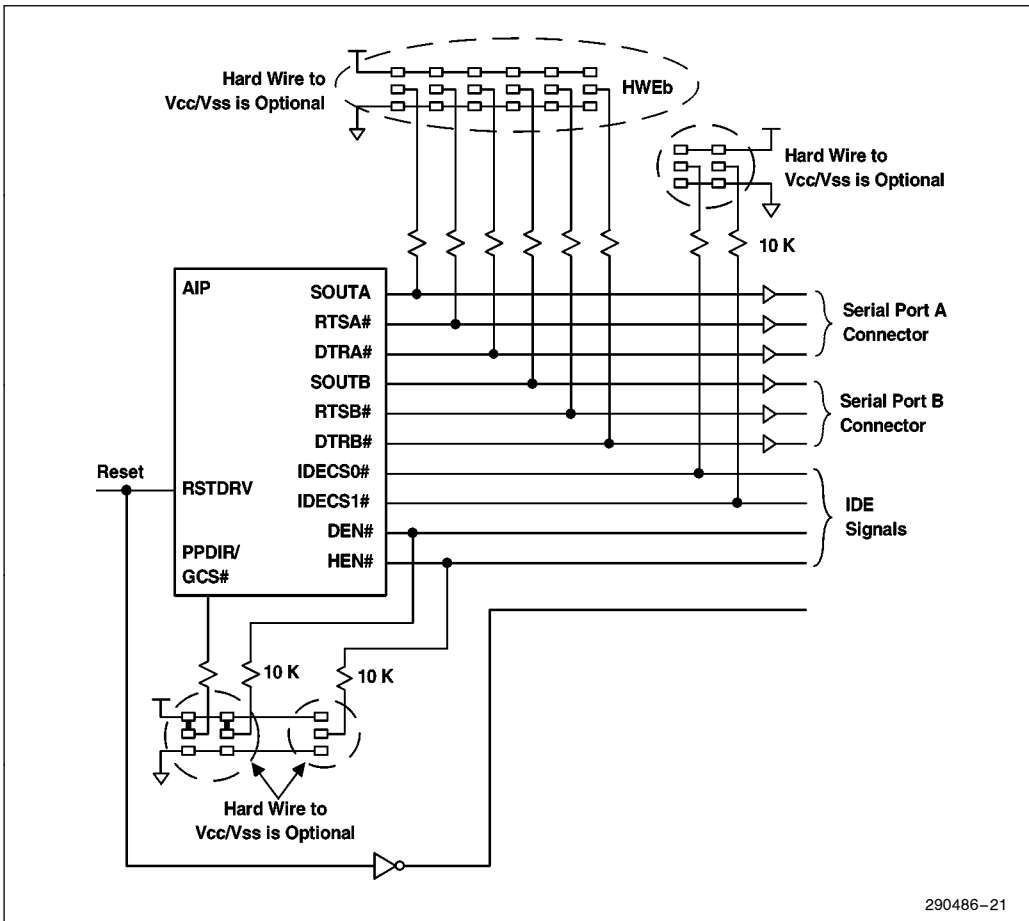 Hard Wire to
Vcc/Vss is Optional
HWEb
Hard Wire to
Vcc/Vss is Optional
10 K
AIP
SOUTA
RTSA#
DTRA#
SOUTB
RTSB#
DTRB#
IDECS0#
IDECS1#
DEN#
HEN#
Serial Port A
Connector
Serial Port B
Connector
IDE
Signals
Reset
RSTDRV
PPDIR/
GCS#
10 K
10 K
Hard Wire to
Vcc/Vss is Optional
290486–21